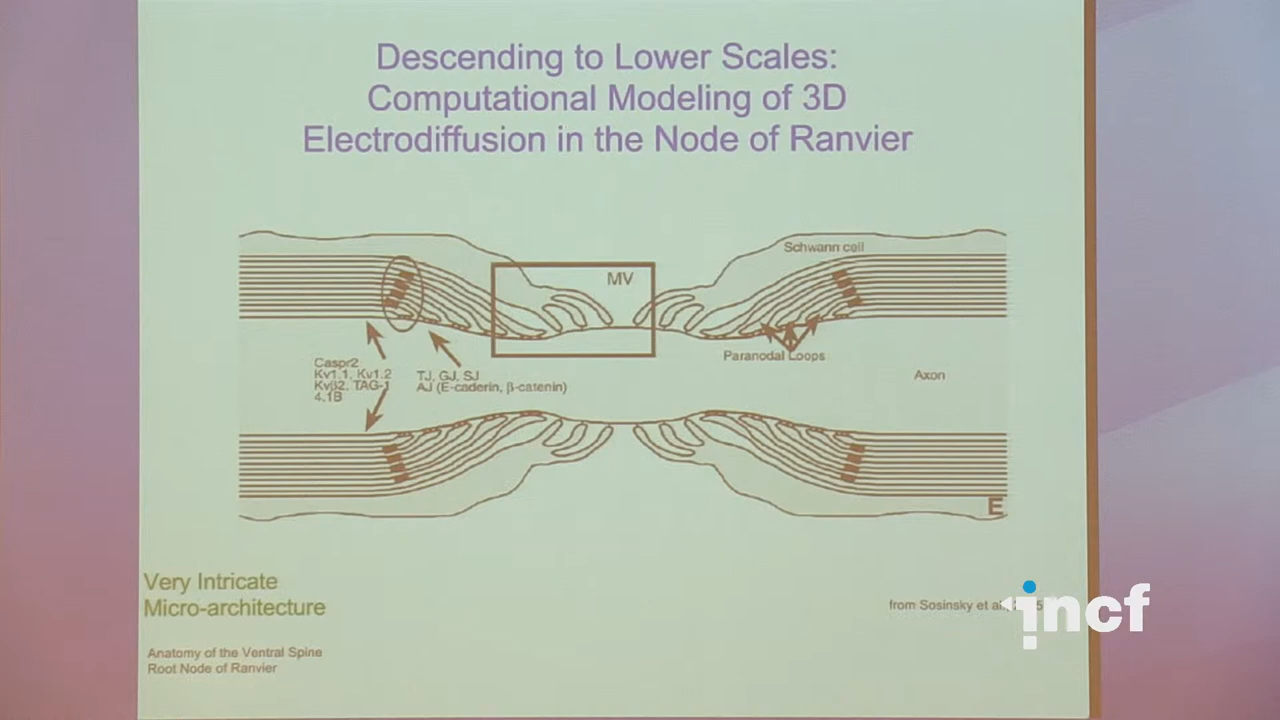 Descending to Lower Scales:
Computational Modeling of 3D
Electrodiffusion in the Node of Ranvier
Schwann cell
MV
Paranodal Loops
Caspr2
Kv1.1, Kv1.2
Kvβ2, TAG-1
4.1B
TJ, GJ, SJ
AJ (E-caderin, β-catenin)
Axon
E
Very Intricate
Micro-architecture
from Sosinsky et al
incf
Anatomy of the Ventral Spine
Root Node of Ranvier